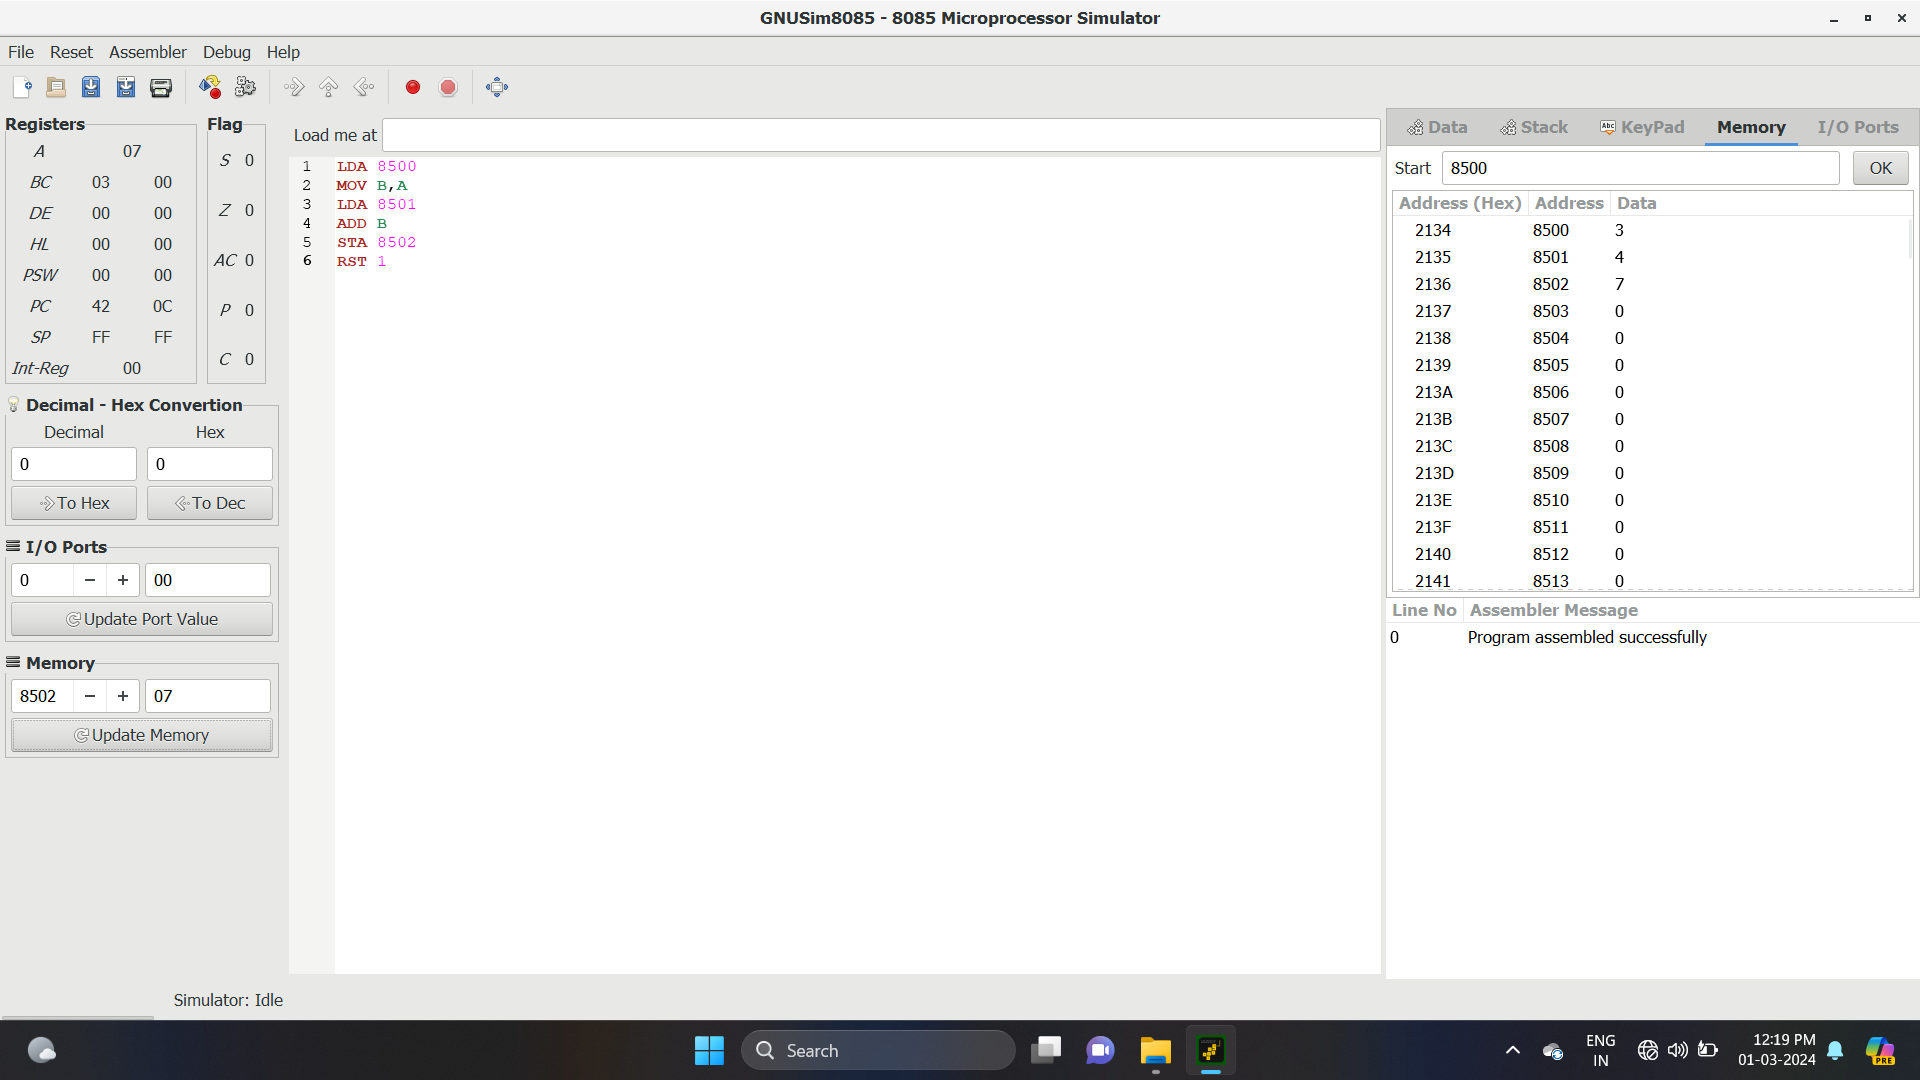 GNUSim8085 - 8085 Microprocessor Simulator
File Reset Assembler Debug Help
Registers
A 07
BC 03 00
DE 00 00
HL 00 00
PSW 00 00
PC 42 0C
SP FF FF
Int-Reg 00
Flag
S 0
Z 0
AC 0
P 0
C 0
Decimal - Hex Convertion
Decimal Hex
0 0
To Hex To Dec
I/O Ports
0 − + 00
Update Port Value
Memory
8502 − + 07
Update Memory
Load me at
1 LDA 8500
2 MOV B,A
3 LDA 8501
4 ADD B
5 STA 8502
6 RST 1
Data Stack Abc KeyPad Memory I/O Ports
Start 8500 OK
Address (Hex) Address Data
2134 8500 3
2135 8501 4
2136 8502 7
2137 8503 0
2138 8504 0
2139 8505 0
213A 8506 0
213B 8507 0
213C 8508 0
213D 8509 0
213E 8510 0
213F 8511 0
2140 8512 0
2141 8513 0
Line No Assembler Message
0 Program assembled successfully
Simulator: Idle
Search
ENG
IN
12:19 PM
01-03-2024
PRE